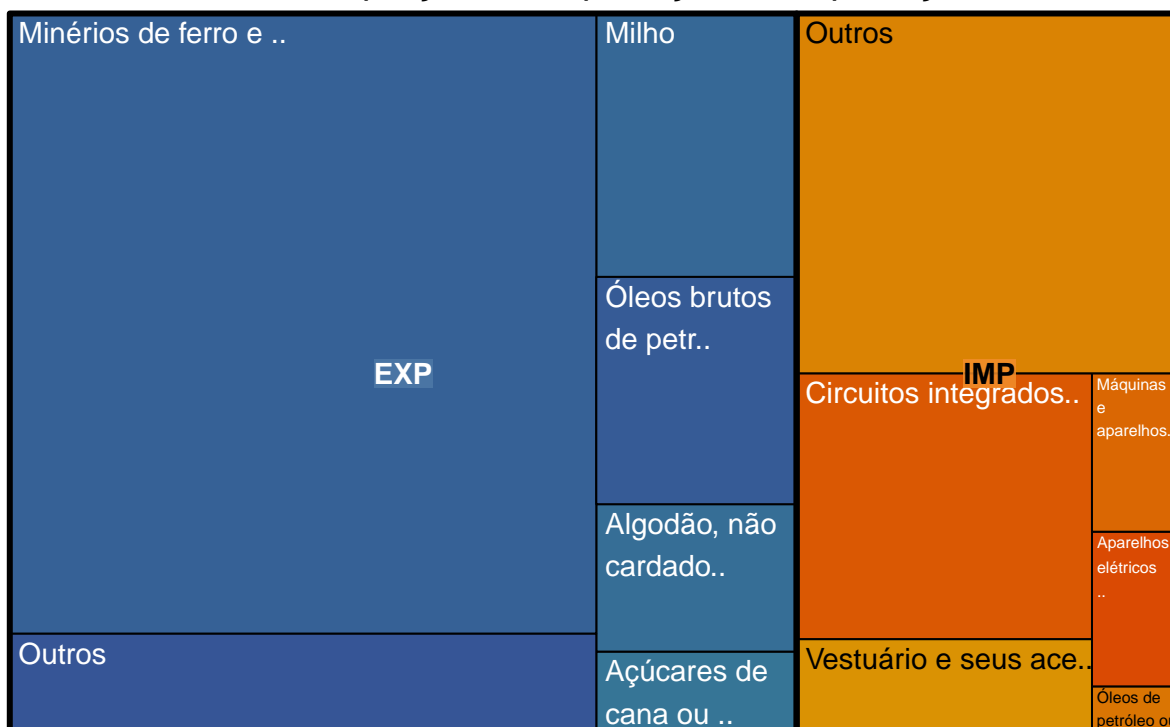 Minérios de ferro e ..
Milho
Outros
Óleos brutos
de petr..
EXP
IMP
Circuitos integrados..
Máquinas
e
aparelhos.
Algodão, não
cardado..
Aparelhos
elétricos
..
Outros
Açúcares de
cana ou ..
Vestuário e seus ace..
Óleos de
petróleo ou